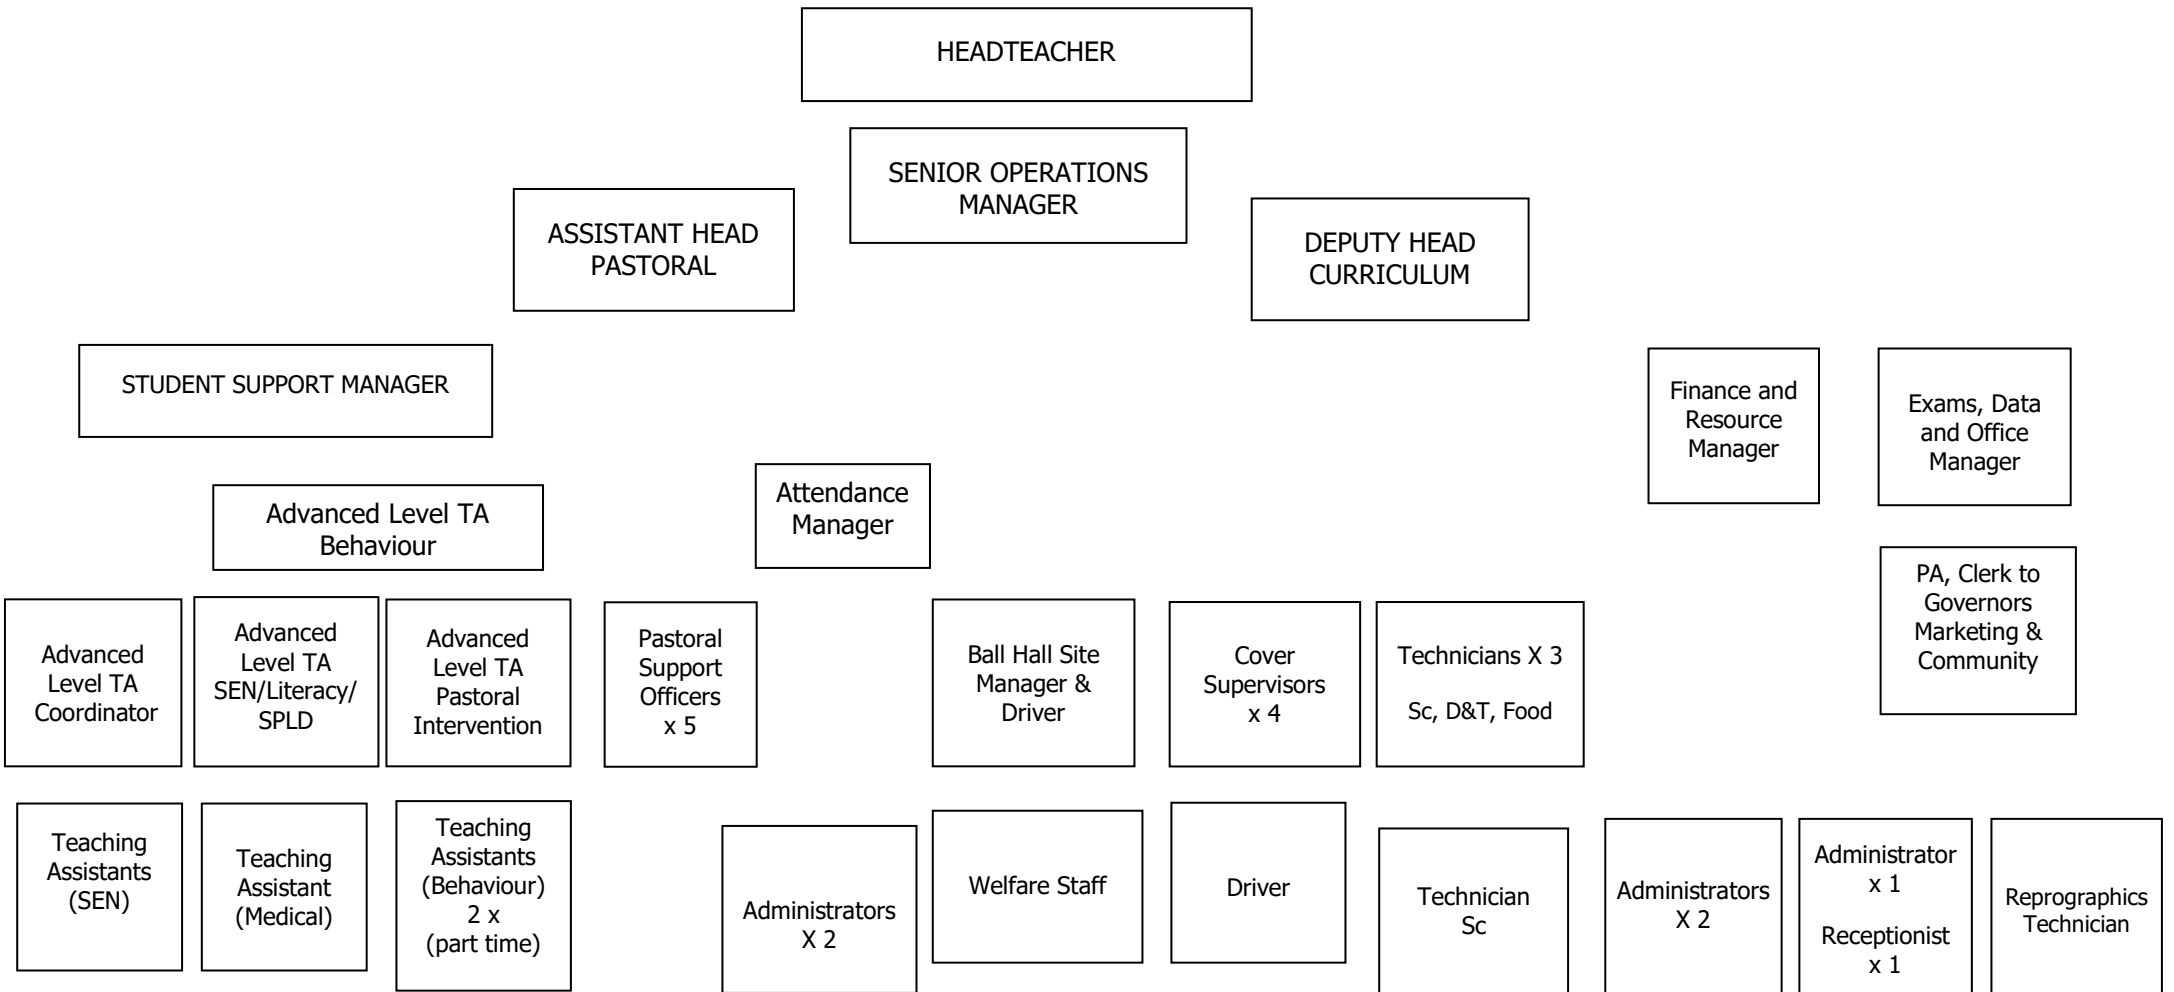 HEADTEACHER
SENIOR OPERATIONS
MANAGER
ASSISTANT HEAD
PASTORAL
DEPUTY HEAD
CURRICULUM
STUDENT SUPPORT MANAGER
Finance and
Resource
Manager
Exams, Data
and Office
Manager
Advanced Level TA
Behaviour
Attendance
Manager
PA, Clerk to
Governors
Marketing &
Community
Advanced
Level TA
Coordinator
Advanced
Level TA
SEN/Literacy/
SPLD
Advanced
Level TA
Pastoral
Intervention
Pastoral
Support
Officers
x 5
Ball Hall Site
Manager &
Driver
Cover
Supervisors
x 4
Technicians X 3
Sc, D&T, Food
Teaching
Assistants
(SEN)
Teaching
Assistant
(Medical)
Teaching
Assistants
(Behaviour)
2 x
(part time)
Administrators
X 2
Welfare Staff
Driver
Technician
Sc
Administrators
X 2
Administrator
x 1
Receptionist
x 1
Reprographics
Technician